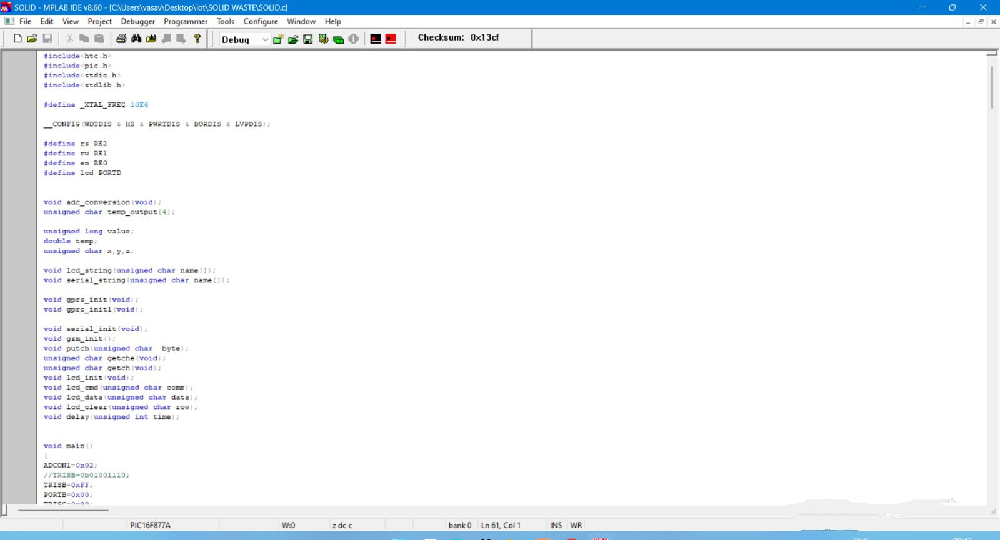 SOLID - MPLAB IDE v8.60 - [C:\Users\vasav\Desktop\iot\SOLID WASTE\SOLID.c]
File Edit View Project Debugger Programmer Tools Configure Window Help
Debug Checksum: 0x13cf
#include<htc.h>
#include<pic.h>
#include<stdio.h>
#include<stdlib.h>
#define _XTAL_FREQ 10E6
__CONFIG(WDTDIS & HS & PWRTDIS & BORDIS & LVPDIS);
#define rs RE2
#define rw RE1
#define en RE0
#define lcd PORTD
void adc_conversion(void);
unsigned char temp_output[4];
unsigned long value;
double temp;
unsigned char x,y,z;
void lcd_string(unsigned char name[]);
void serial_string(unsigned char name[]);
void gprs_init(void);
void gprs_init1(void);
void serial_init(void);
void gsm_init();
void putch(unsigned char  byte);
unsigned char getche(void);
unsigned char getch(void);
void lcd_init(void);
void lcd_cmd(unsigned char comm);
void lcd_data(unsigned char data);
void lcd_clear(unsigned char row);
void delay(unsigned int time);
void main()
{
ADCON1=0x02;
//TRISB=0b01001110;
TRISB=0xFF;
PORTB=0x00;
TRISC=0x80;
PIC16F877A W:0 z dc c bank 0 Ln 61, Col 1 INS WR